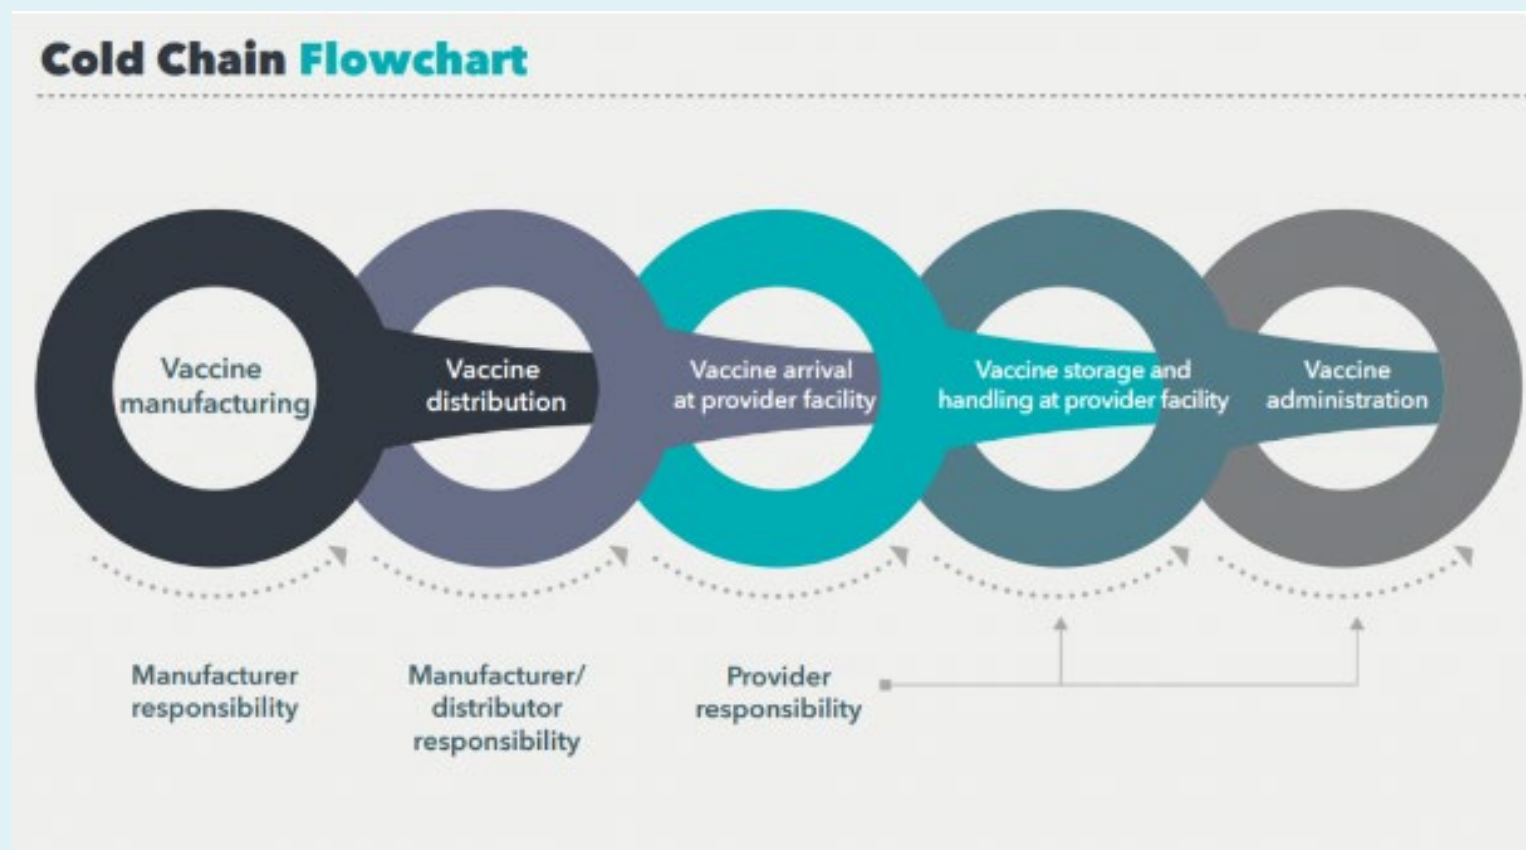 Cold Chain Flowchart
Vaccine
manufacturing
Vaccine
distribution
Vaccine arrival
at provider facility
Vaccine storage and
handling at provider facility
Vaccine
administration
Manufacturer
responsibility
Manufacturer/
distributor
responsibility
Provider
responsibility